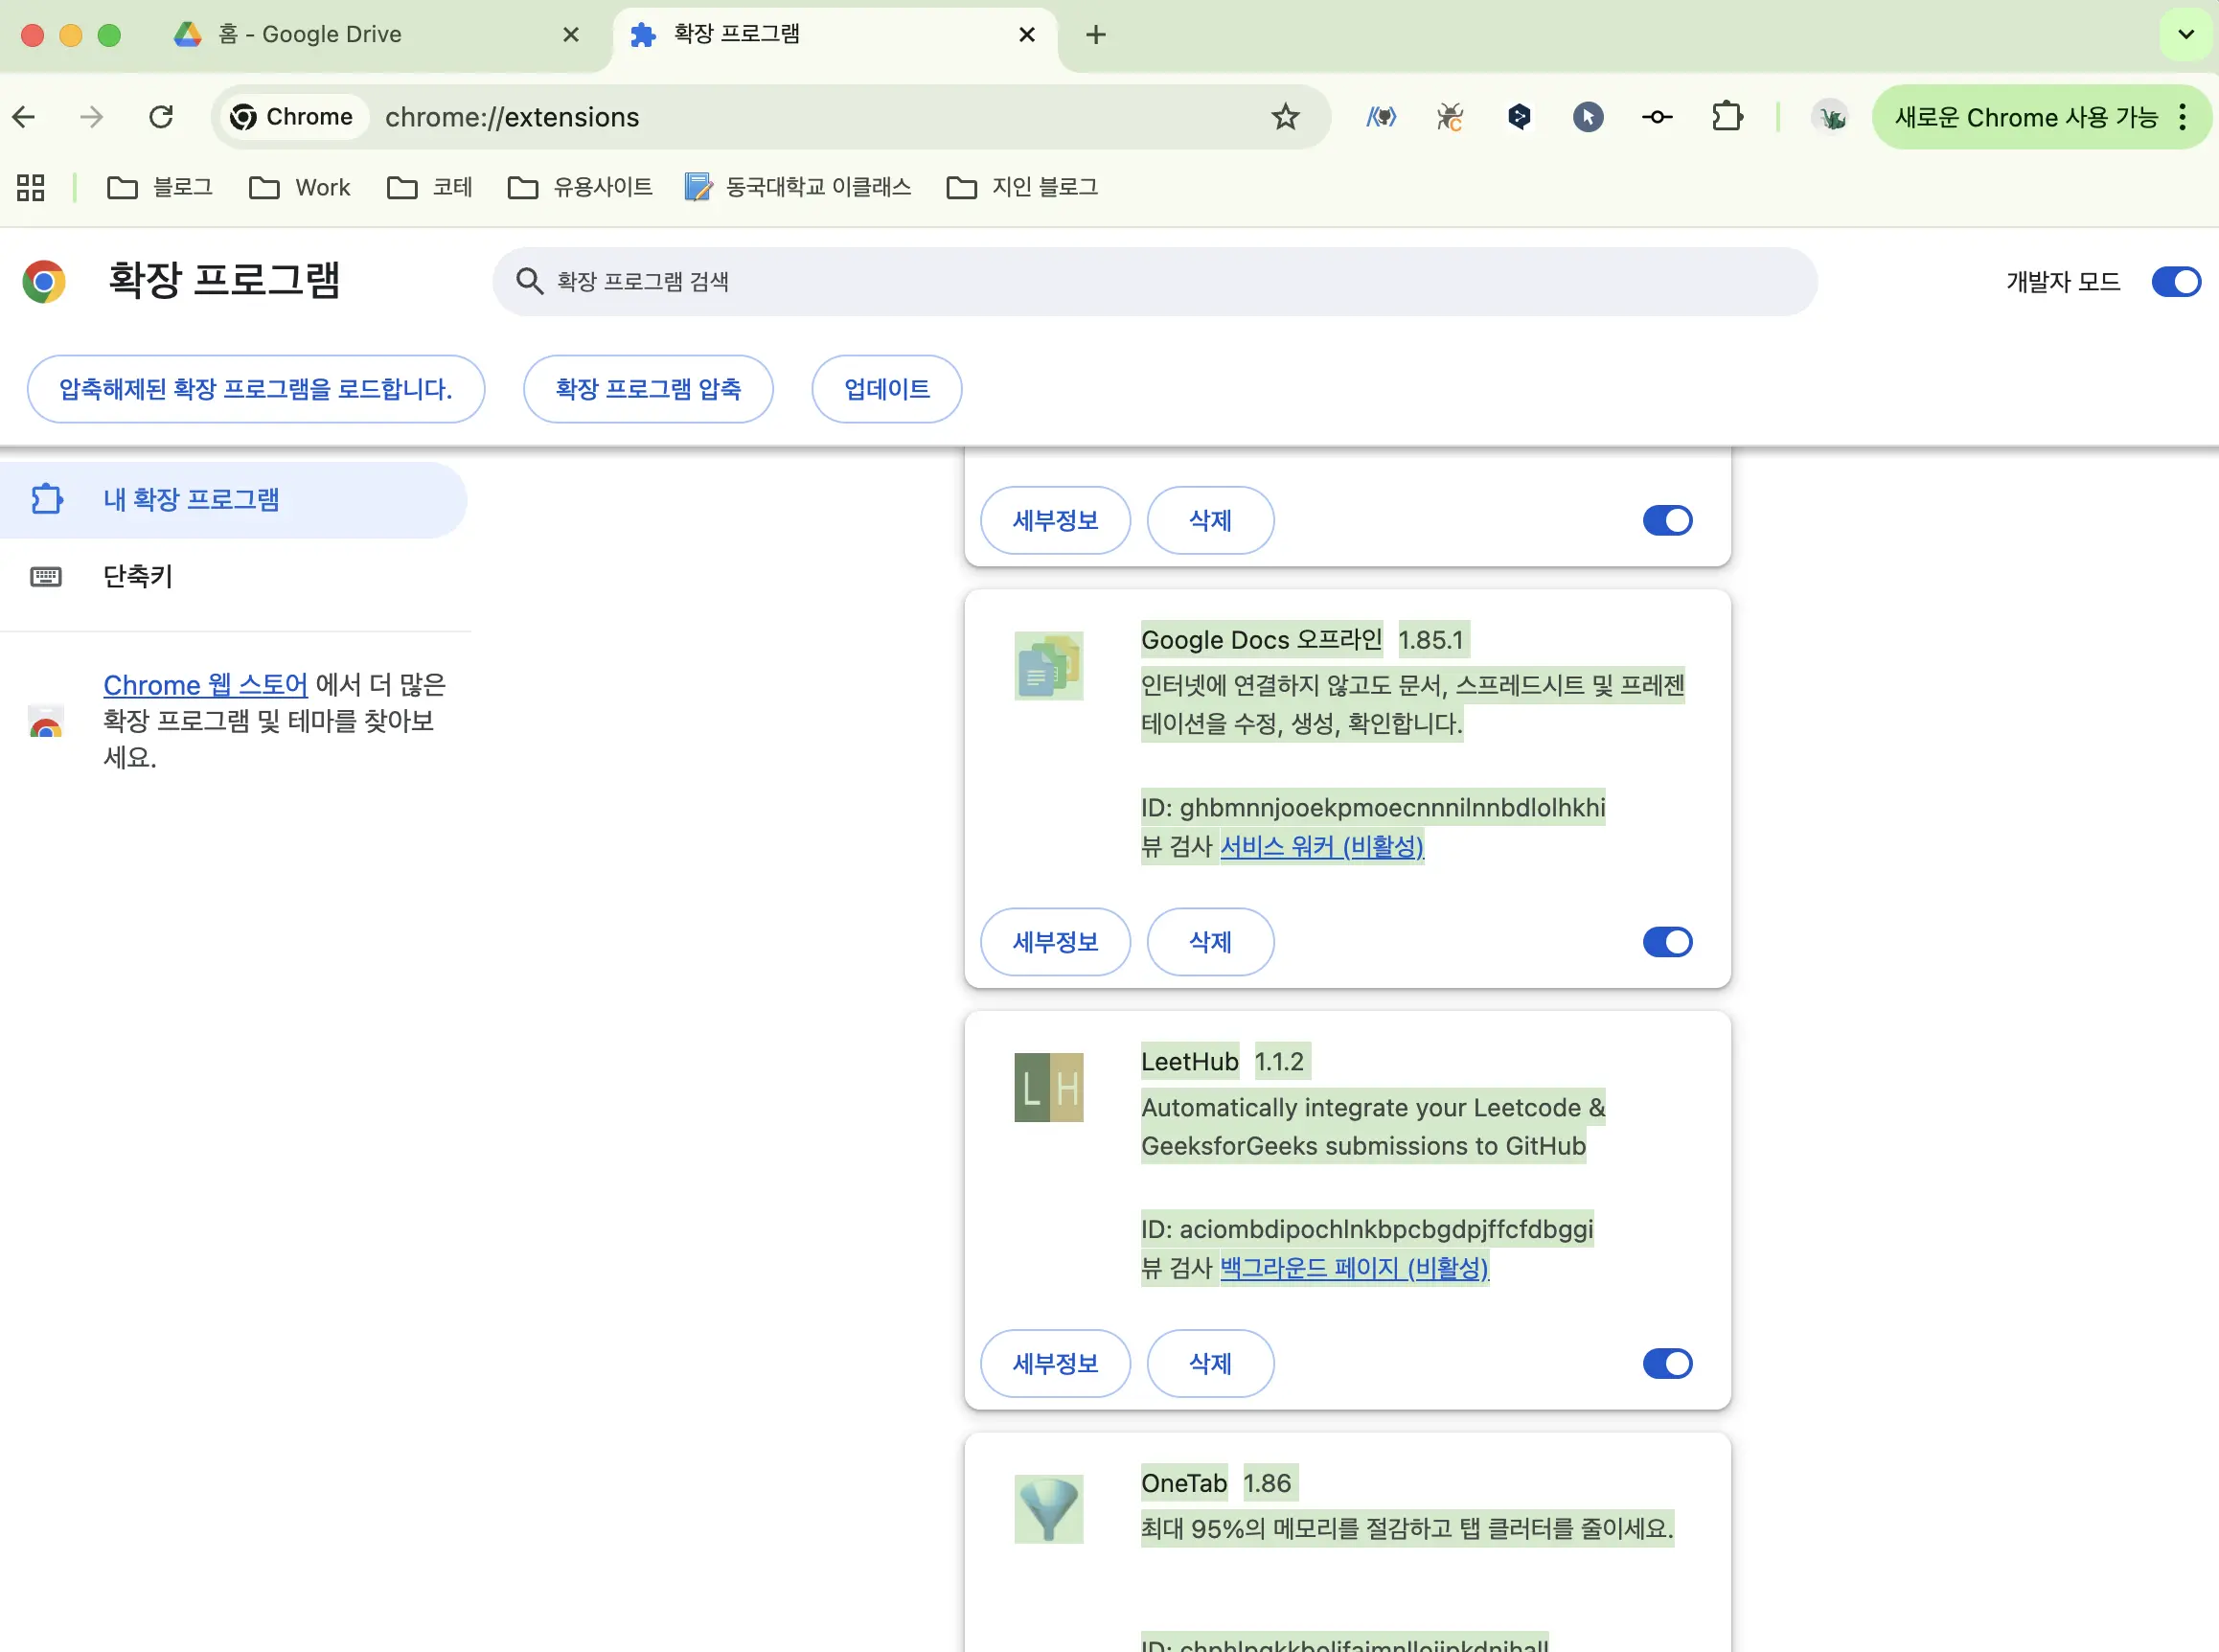 홈 - Google Drive
확장 프로그램
Chrome
chrome://extensions
새로운 Chrome 사용 가능
블로그
Work
코테
유용사이트
동국대학교 이클래스
지인 블로그
확장 프로그램
확장 프로그램 검색
개발자 모드
압축해제된 확장 프로그램을 로드합니다.
확장 프로그램 압축
업데이트
내 확장 프로그램
단축키
Chrome 웹 스토어 에서 더 많은
확장 프로그램 및 테마를 찾아보
세요.
세부정보
삭제
Google Docs 오프라인 1.85.1
인터넷에 연결하지 않고도 문서, 스프레드시트 및 프레젠
테이션을 수정, 생성, 확인합니다.
ID: ghbmnnjooekpmoecnnnilnnbdlolhkhi
뷰 검사 서비스 워커 (비활성)
세부정보
삭제
LH
LeetHub 1.1.2
Automatically integrate your Leetcode &
GeeksforGeeks submissions to GitHub
ID: aciombdipochlnkbpcbgdpjffcfdbggi
뷰 검사 백그라운드 페이지 (비활성)
세부정보
삭제
OneTab 1.86
최대 95%의 메모리를 절감하고 탭 클러터를 줄이세요.
ID: